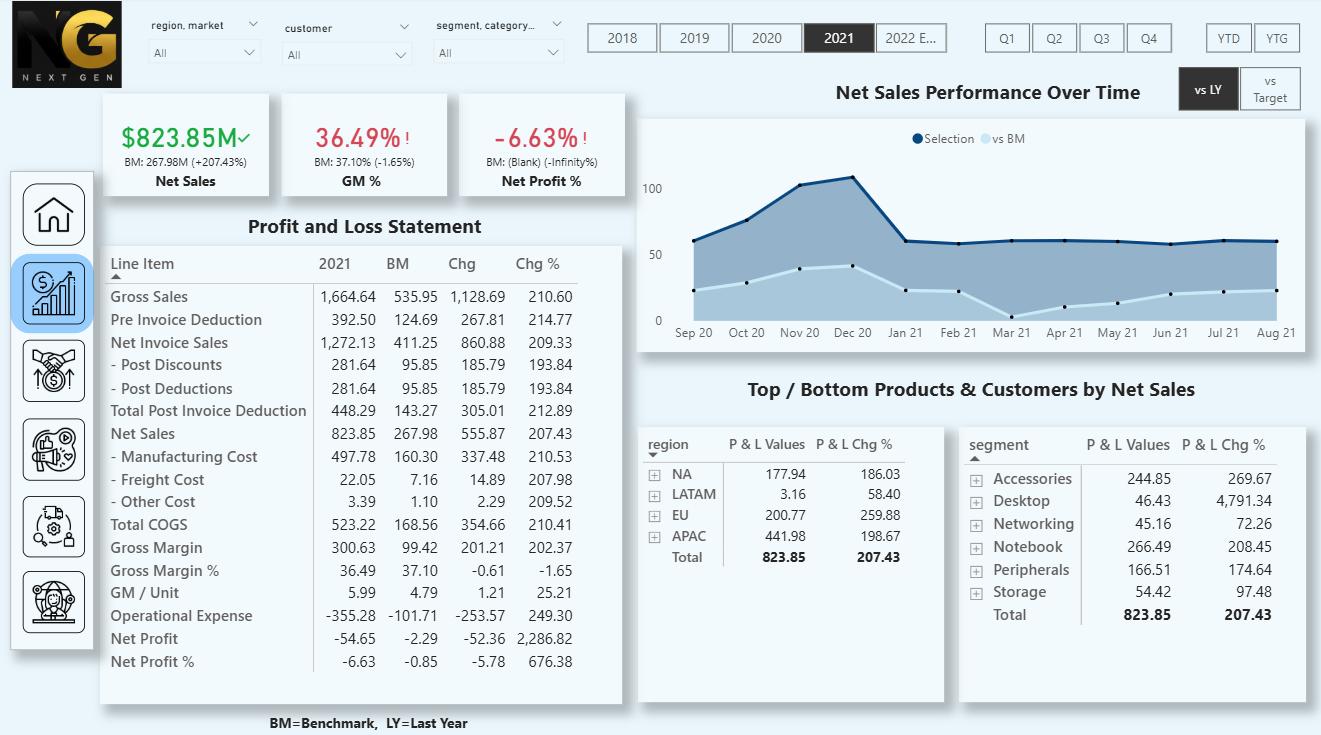 NG
NEXT GEN
region, market
All
customer
All
segment, category...
All
2018 2019 2020 2021 2022 E...
Q1 Q2 Q3 Q4
YTD YTG
vs LY
vs Target
$823.85M
BM: 267.98M (+207.43%)
Net Sales
36.49% !
BM: 37.10% (-1.65%)
GM %
-6.63% !
BM: (Blank) (-Infinity%)
Net Profit %
Profit and Loss Statement
Line Item 2021 BM Chg Chg %
Gross Sales 1,664.64 535.95 1,128.69 210.60
Pre Invoice Deduction 392.50 124.69 267.81 214.77
Net Invoice Sales 1,272.13 411.25 860.88 209.33
- Post Discounts 281.64 95.85 185.79 193.84
- Post Deductions 281.64 95.85 185.79 193.84
Total Post Invoice Deduction 448.29 143.27 305.01 212.89
Net Sales 823.85 267.98 555.87 207.43
- Manufacturing Cost 497.78 160.30 337.48 210.53
- Freight Cost 22.05 7.16 14.89 207.98
- Other Cost 3.39 1.10 2.29 209.52
Total COGS 523.22 168.56 354.66 210.41
Gross Margin 300.63 99.42 201.21 202.37
Gross Margin % 36.49 37.10 -0.61 -1.65
GM / Unit 5.99 4.79 1.21 25.21
Operational Expense -355.28 -101.71 -253.57 249.30
Net Profit -54.65 -2.29 -52.36 2,286.82
Net Profit % -6.63 -0.85 -5.78 676.38
BM=Benchmark, LY=Last Year
Net Sales Performance Over Time
Selection vs BM
100
50
0
Sep 20 Oct 20 Nov 20 Dec 20 Jan 21 Feb 21 Mar 21 Apr 21 May 21 Jun 21 Jul 21 Aug 21
Top / Bottom Products & Customers by Net Sales
region P & L Values P & L Chg %
NA 177.94 186.03
LATAM 3.16 58.40
EU 200.77 259.88
APAC 441.98 198.67
Total 823.85 207.43
segment P & L Values P & L Chg %
Accessories 244.85 269.67
Desktop 46.43 4,791.34
Networking 45.16 72.26
Notebook 266.49 208.45
Peripherals 166.51 174.64
Storage 54.42 97.48
Total 823.85 207.43